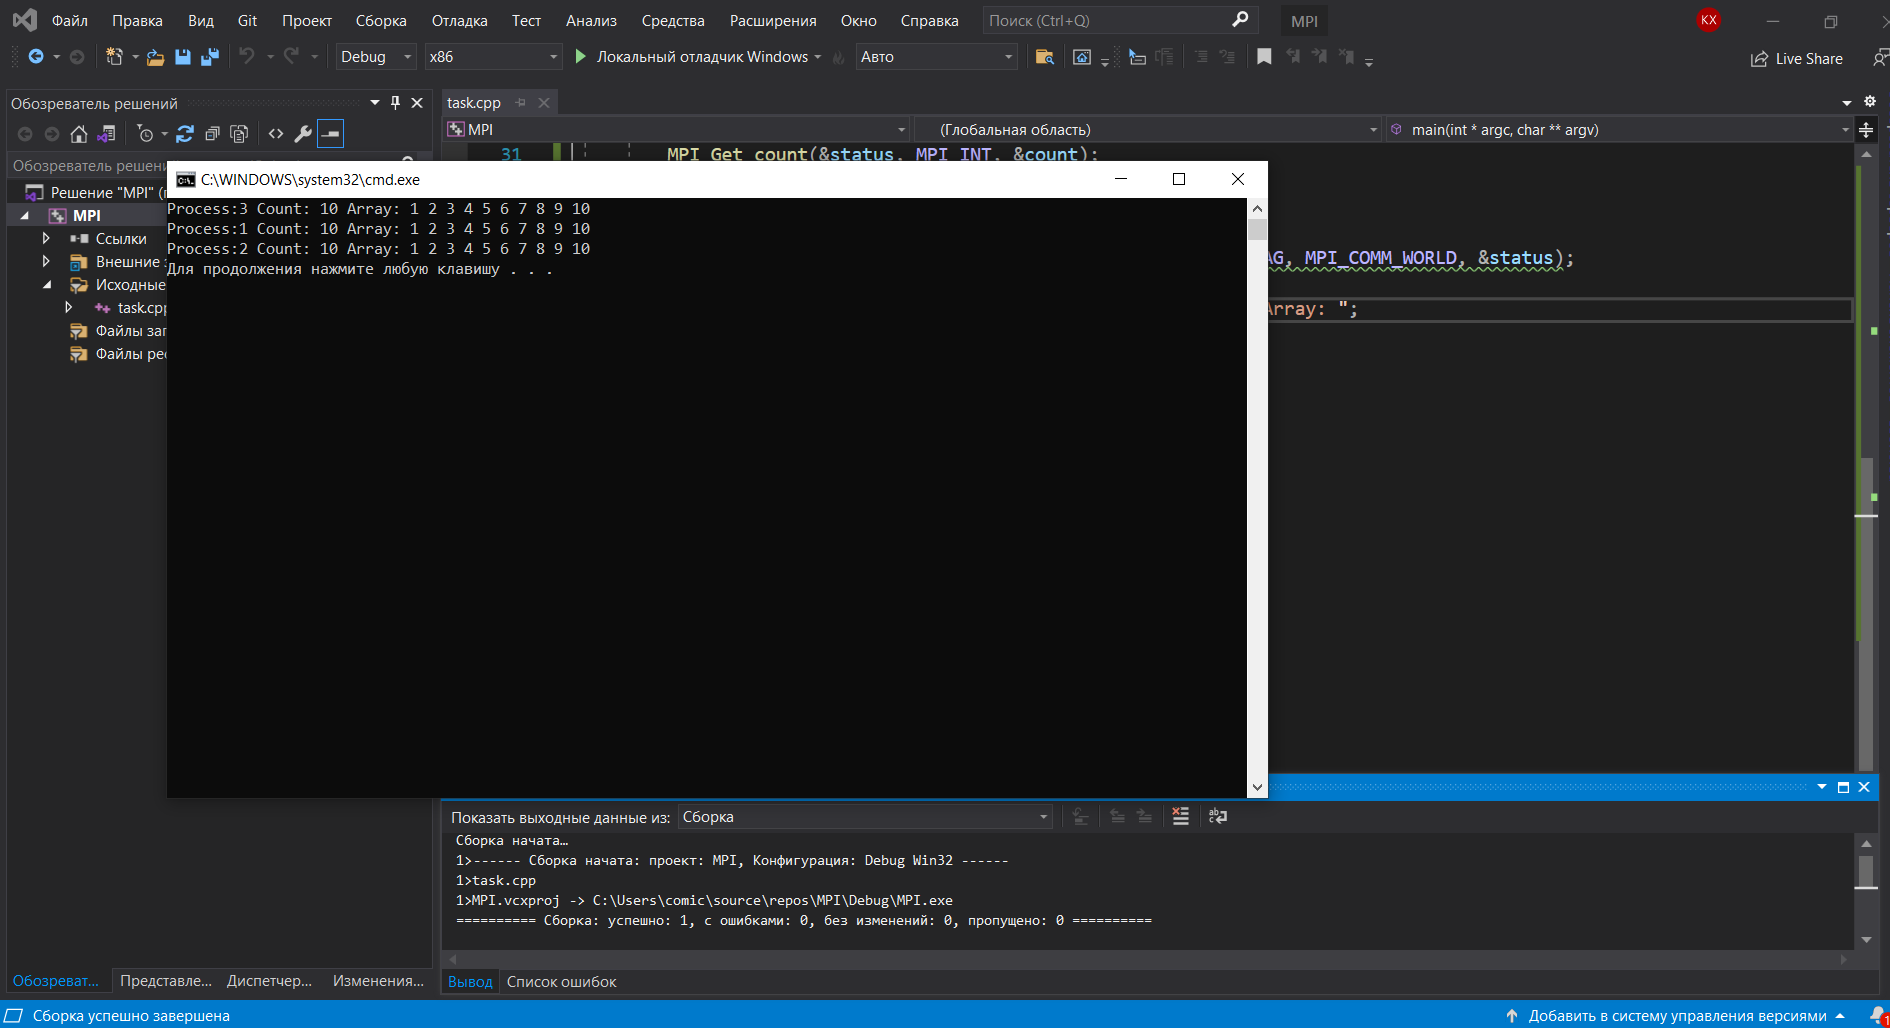 Файл Правка Вид Git Проект Сборка Отладка Тест Анализ Средства Расширения Окно Справка Поиск (Ctrl+Q) MPI KX
Debug x86 Локальный отладчик Windows Авто Live Share
Обозреватель решений
task.cpp
MPI (Глобальная область) main(int * argc, char ** argv)
Обозреватель решени
31 MPI_Get_count(&status, MPI_INT, &count);
Решение "MPI" (
MPI
Ссылки
Внешние з
Исходные
task.cpp
Файлы заг
Файлы рес
C:\WINDOWS\system32\cmd.exe
Process:3 Count: 10 Array: 1 2 3 4 5 6 7 8 9 10
Process:1 Count: 10 Array: 1 2 3 4 5 6 7 8 9 10
Process:2 Count: 10 Array: 1 2 3 4 5 6 7 8 9 10
Для продолжения нажмите любую клавишу . . .
AG, MPI_COMM_WORLD, &status);
Array: ";
Показать выходные данные из: Сборка
Сборка начата…
1>------ Сборка начата: проект: MPI, Конфигурация: Debug Win32 ------
1>task.cpp
1>MPI.vcxproj -> C:\Users\comic\source\repos\MPI\Debug\MPI.exe
========== Сборка: успешно: 1, с ошибками: 0, без изменений: 0, пропущено: 0 ==========
Обозреват... Представле... Диспетчер... Изменения...
Вывод Список ошибок
Сборка успешно завершена
Добавить в систему управления версиями 1